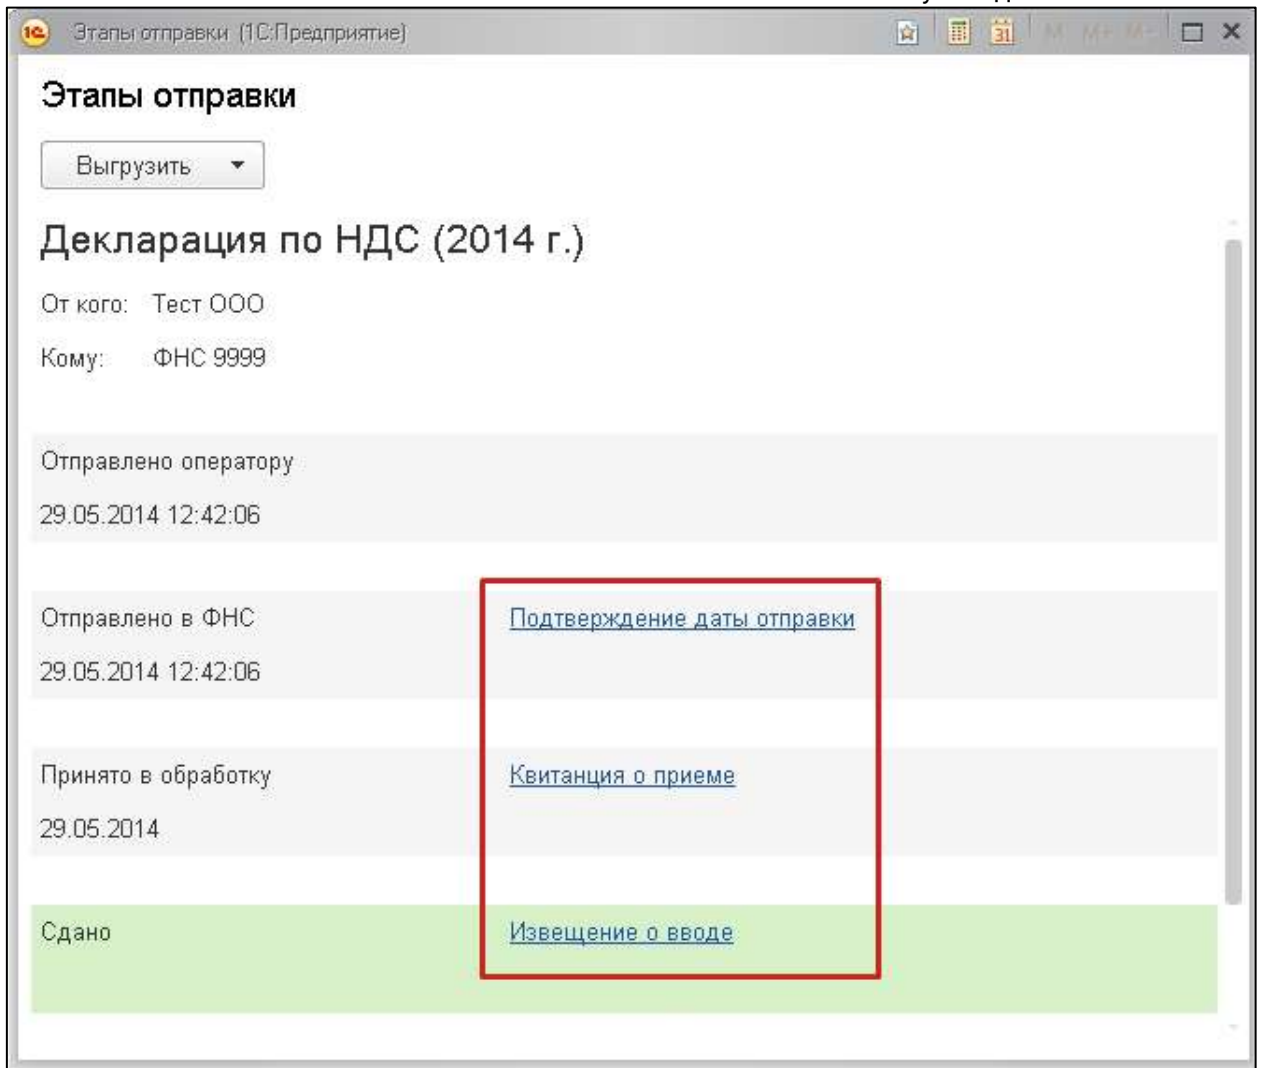 Этапы отправки (1С:Предприятие)
31 M M+ M-
Этапы отправки
Выгрузить
Декларация по НДС (2014 г.)
От кого: Тест ООО
Кому: ФНС 9999
Отправлено оператору
29.05.2014 12:42:06
Отправлено в ФНС Подтверждение даты отправки
29.05.2014 12:42:06
Принято в обработку Квитанция о приеме
29.05.2014
Сдано Извещение о вводе